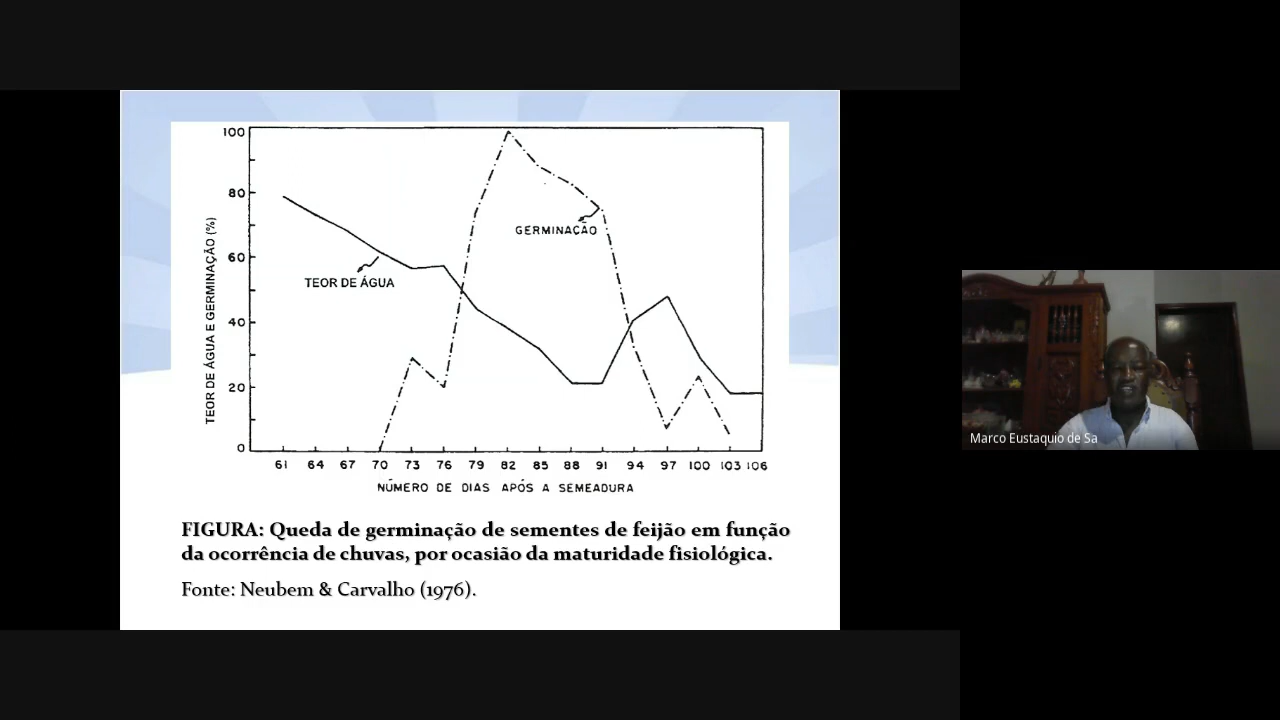 100
80
60
40
20
0
TEOR DE ÁGUA E GERMINAÇÃO (%)
GERMINAÇÃO
TEOR DE ÁGUA
61 64 67 70 73 76 79 82 85 88 91 94 97 100 103 106
NÚMERO DE DIAS APÓS A SEMEADURA
FIGURA: Queda de germinação de sementes de feijão em função
da ocorrência de chuvas, por ocasião da maturidade fisiológica.
Fonte: Neubem & Carvalho (1976).
Marco Eustaquio de Sa